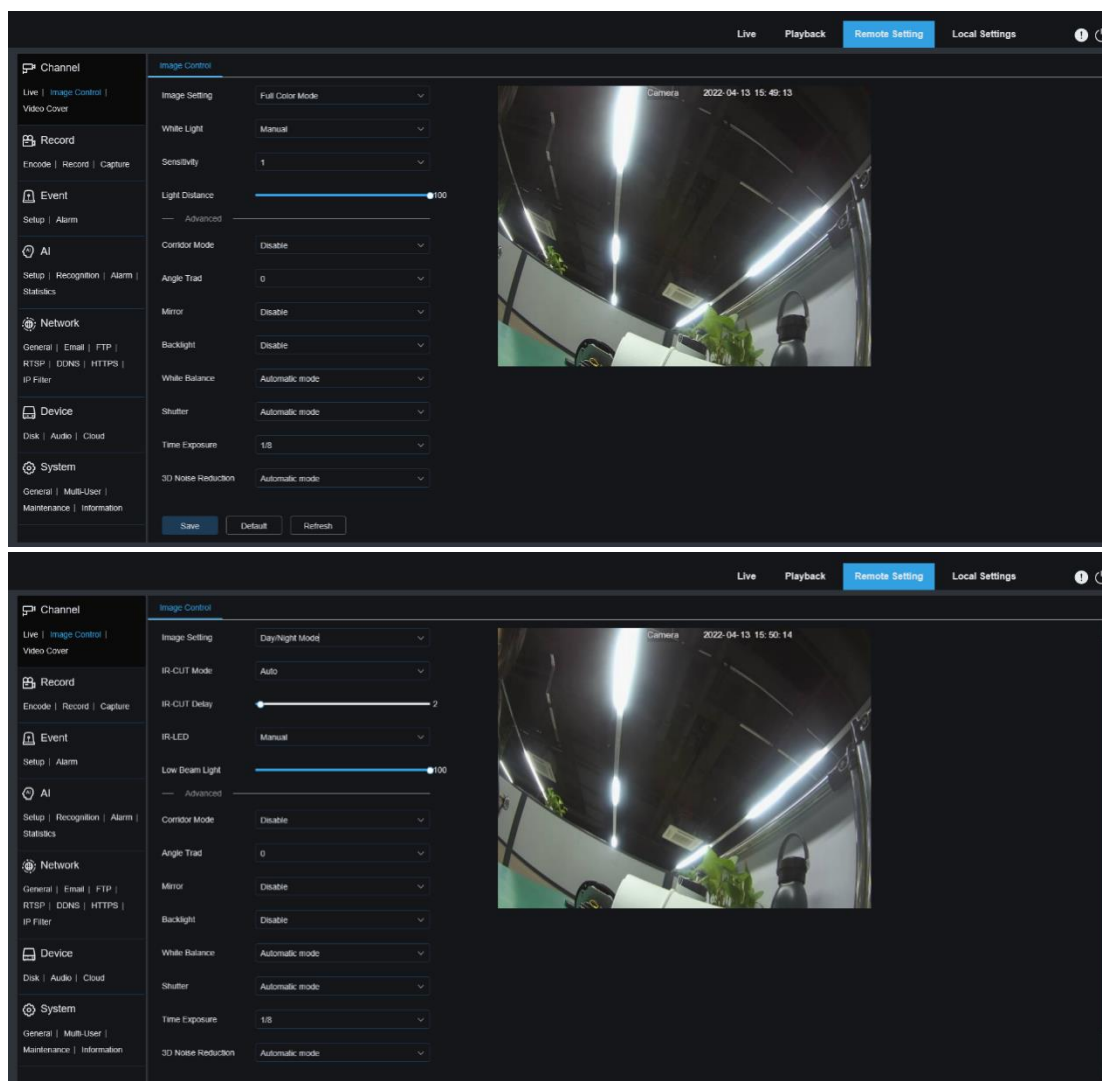 Live Playback Remote Setting Local Settings
Channel
Live | Image Control |
Video Cover
Record
Encode | Record | Capture
Event
Setup | Alarm
AI
Setup | Recognition | Alarm |
Statistics
Network
General | Email | FTP |
RTSP | DDNS | HTTPS |
IP Filter
Device
Disk | Audio | Cloud
System
General | Multi-User |
Maintenance | Information
Image Control
Image Setting Full Color Mode
White Light Manual
Sensitivity 1
Light Distance 100
Advanced
Corridor Mode Disable
Angle Trad 0
Mirror Disable
Backlight Disable
White Balance Automatic mode
Shutter Automatic mode
Time Exposure 1/8
3D Noise Reduction Automatic mode
Save Default Refresh
Camera 2022-04-13 15:49:13
Live Playback Remote Setting Local Settings
Channel
Live | Image Control |
Video Cover
Record
Encode | Record | Capture
Event
Setup | Alarm
AI
Setup | Recognition | Alarm |
Statistics
Network
General | Email | FTP |
RTSP | DDNS | HTTPS |
IP Filter
Device
Disk | Audio | Cloud
System
General | Multi-User |
Maintenance | Information
Image Control
Image Setting Day/Night Mode
IR-CUT Mode Auto
IR-CUT Delay 2
IR-LED Manual
Low Beam Light 100
Advanced
Corridor Mode Disable
Angle Trad 0
Mirror Disable
Backlight Disable
White Balance Automatic mode
Shutter Automatic mode
Time Exposure 1/8
3D Noise Reduction Automatic mode
Camera 2022-04-13 15:50:14